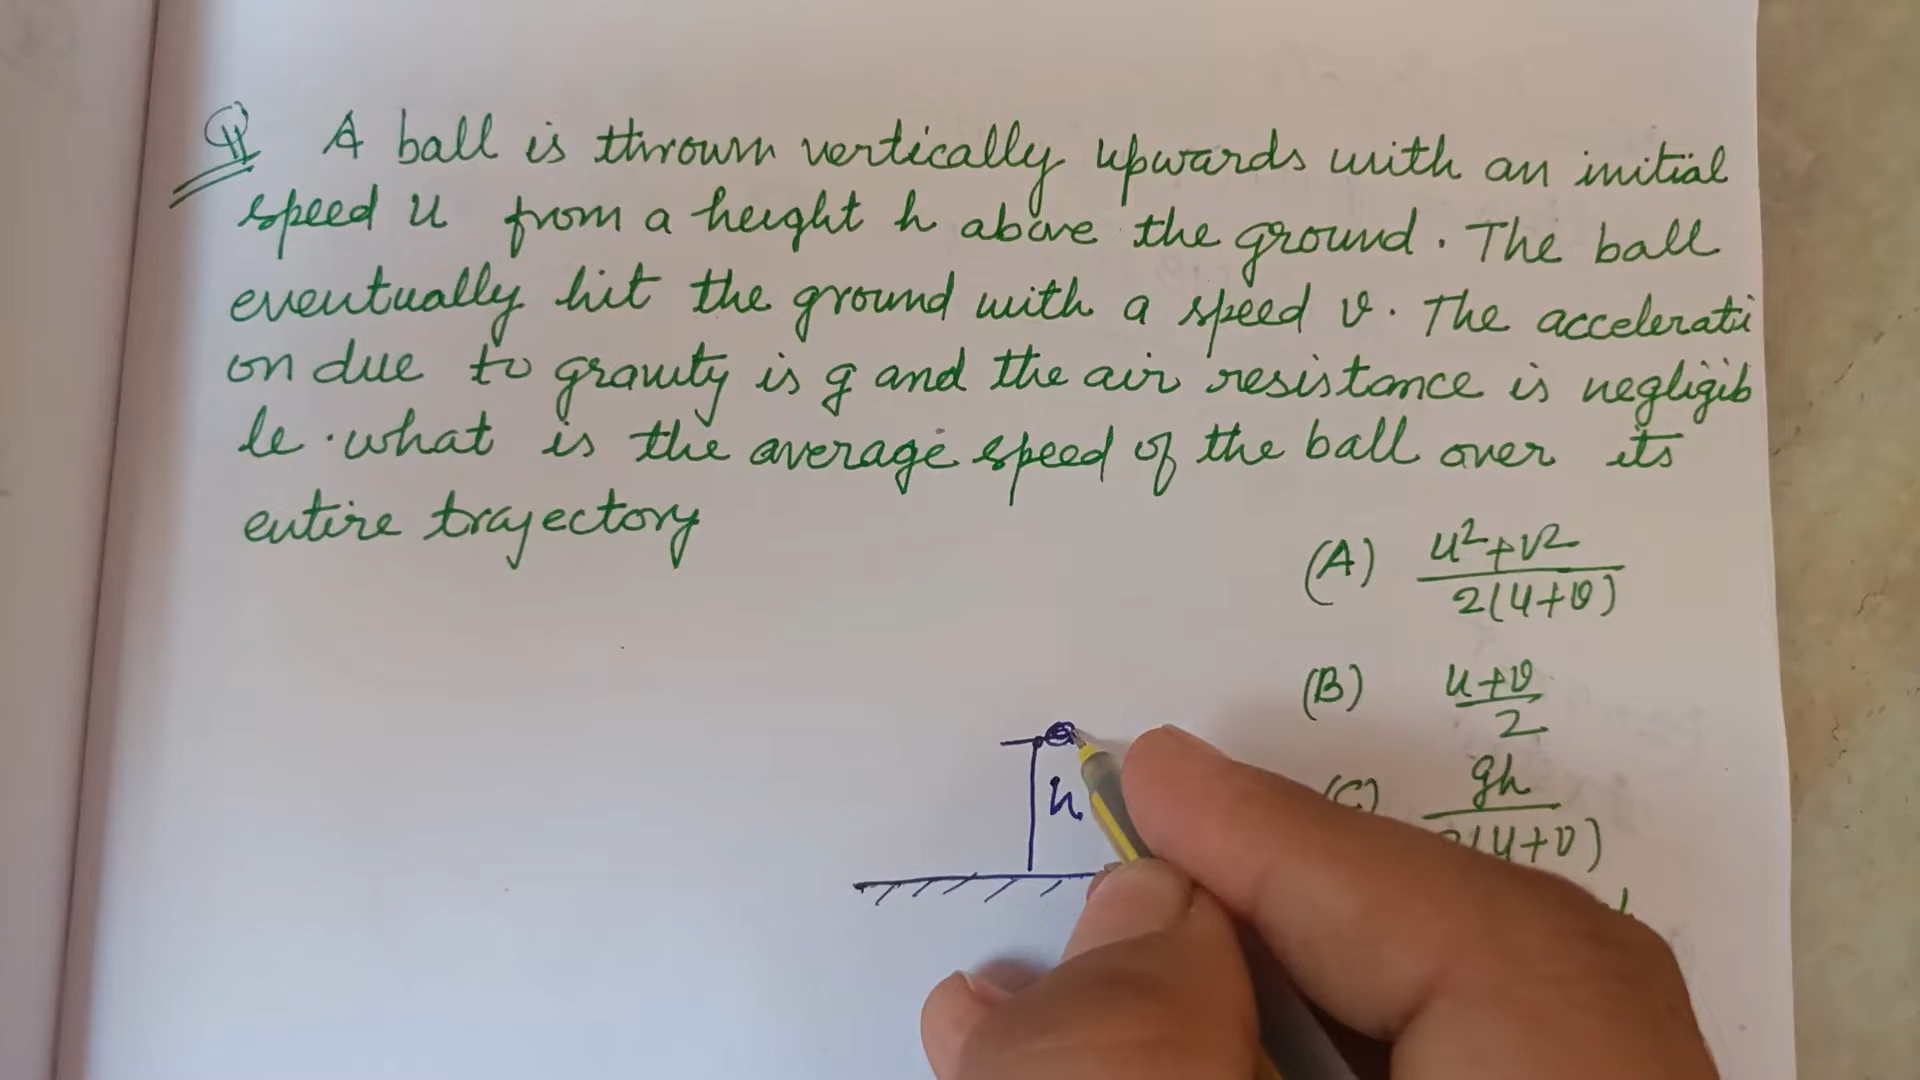 Q A ball is thrown vertically upwards with an initial
speed u from a height h above the ground. The ball
eventually hit the ground with a speed v. The accelerati
on due to gravity is g and the air resistance is negligib
le. what is the average speed of the ball over its
entire trajectory
(A) u²+v² / 2(u+v)
(B) u+v / 2
(C) gh / (u+v)
h